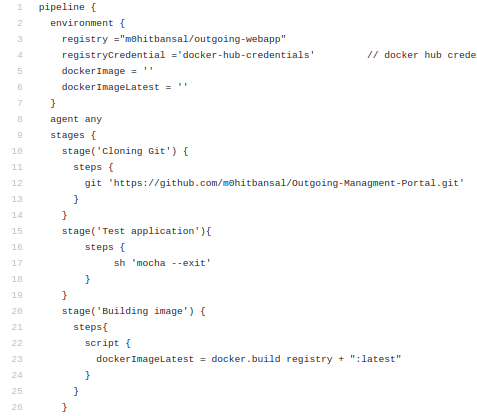 1 pipeline {
2   environment {
3     registry ="m0hitbansal/outgoing-webapp"
4     registryCredential ='docker-hub-credentials'         // docker hub crede
5     dockerImage = ''
6     dockerImageLatest = ''
7   }
8   agent any
9   stages {
10     stage('Cloning Git') {
11       steps {
12         git 'https://github.com/m0hitbansal/Outgoing-Managment-Portal.git'
13       }
14     }
15     stage('Test application'){
16         steps {
17              sh 'mocha --exit'
18         }
19     }
20     stage('Building image') {
21       steps{
22         script {
23           dockerImageLatest = docker.build registry + ":latest"
24         }
25       }
26     }